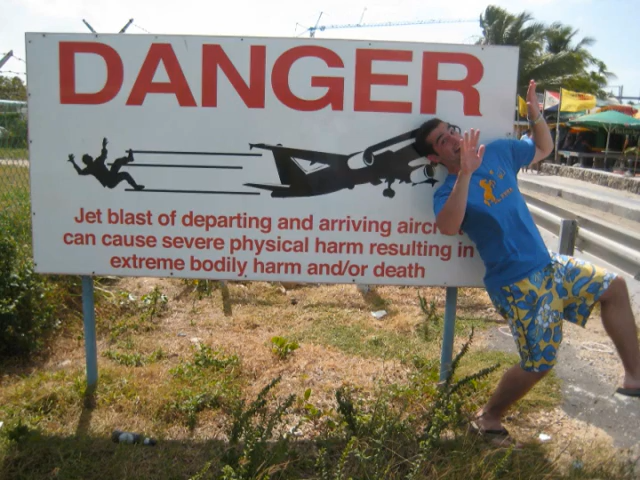 DANGER
Jet blast of departing and arriving airc
can cause severe physical harm resulting in
extreme bodily harm and/or death